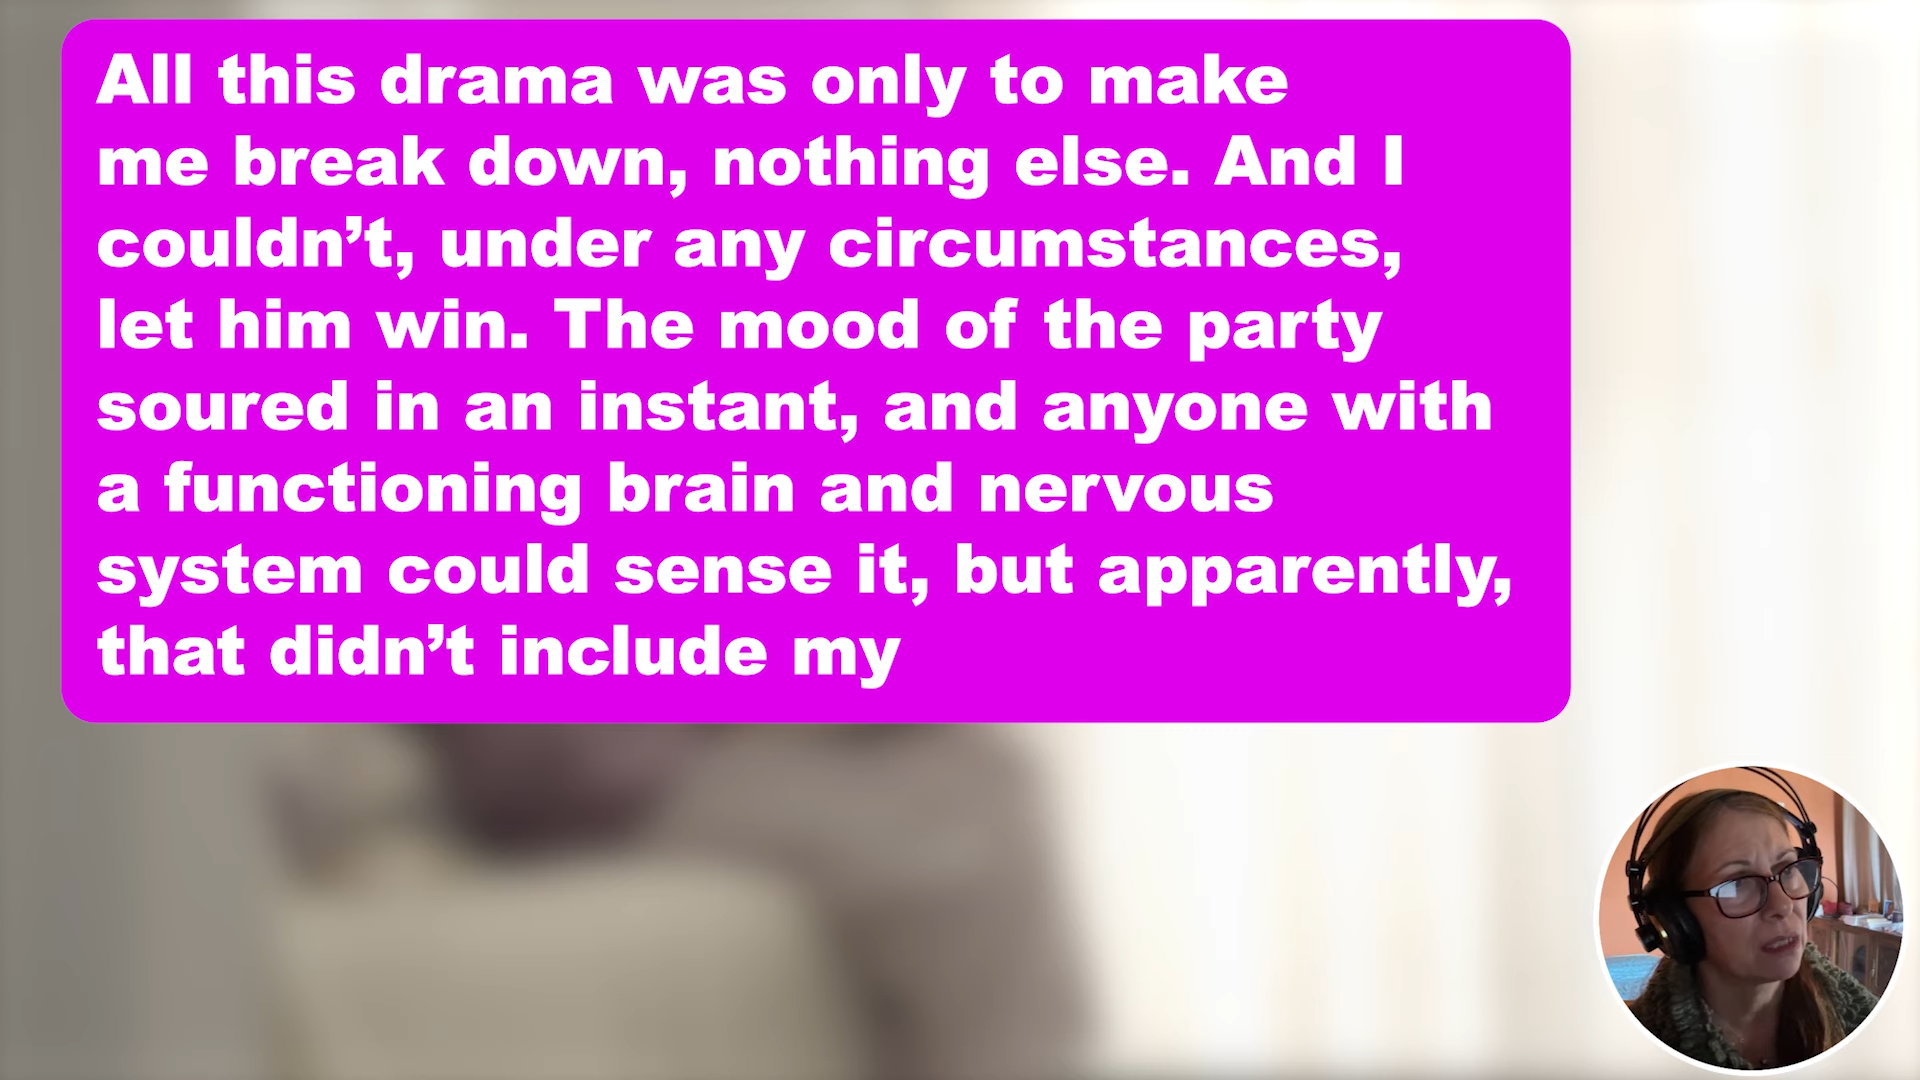 All this drama was only to make
me break down, nothing else. And I
couldn’t, under any circumstances,
let him win. The mood of the party
soured in an instant, and anyone with
a functioning brain and nervous
system could sense it, but apparently,
that didn’t include my